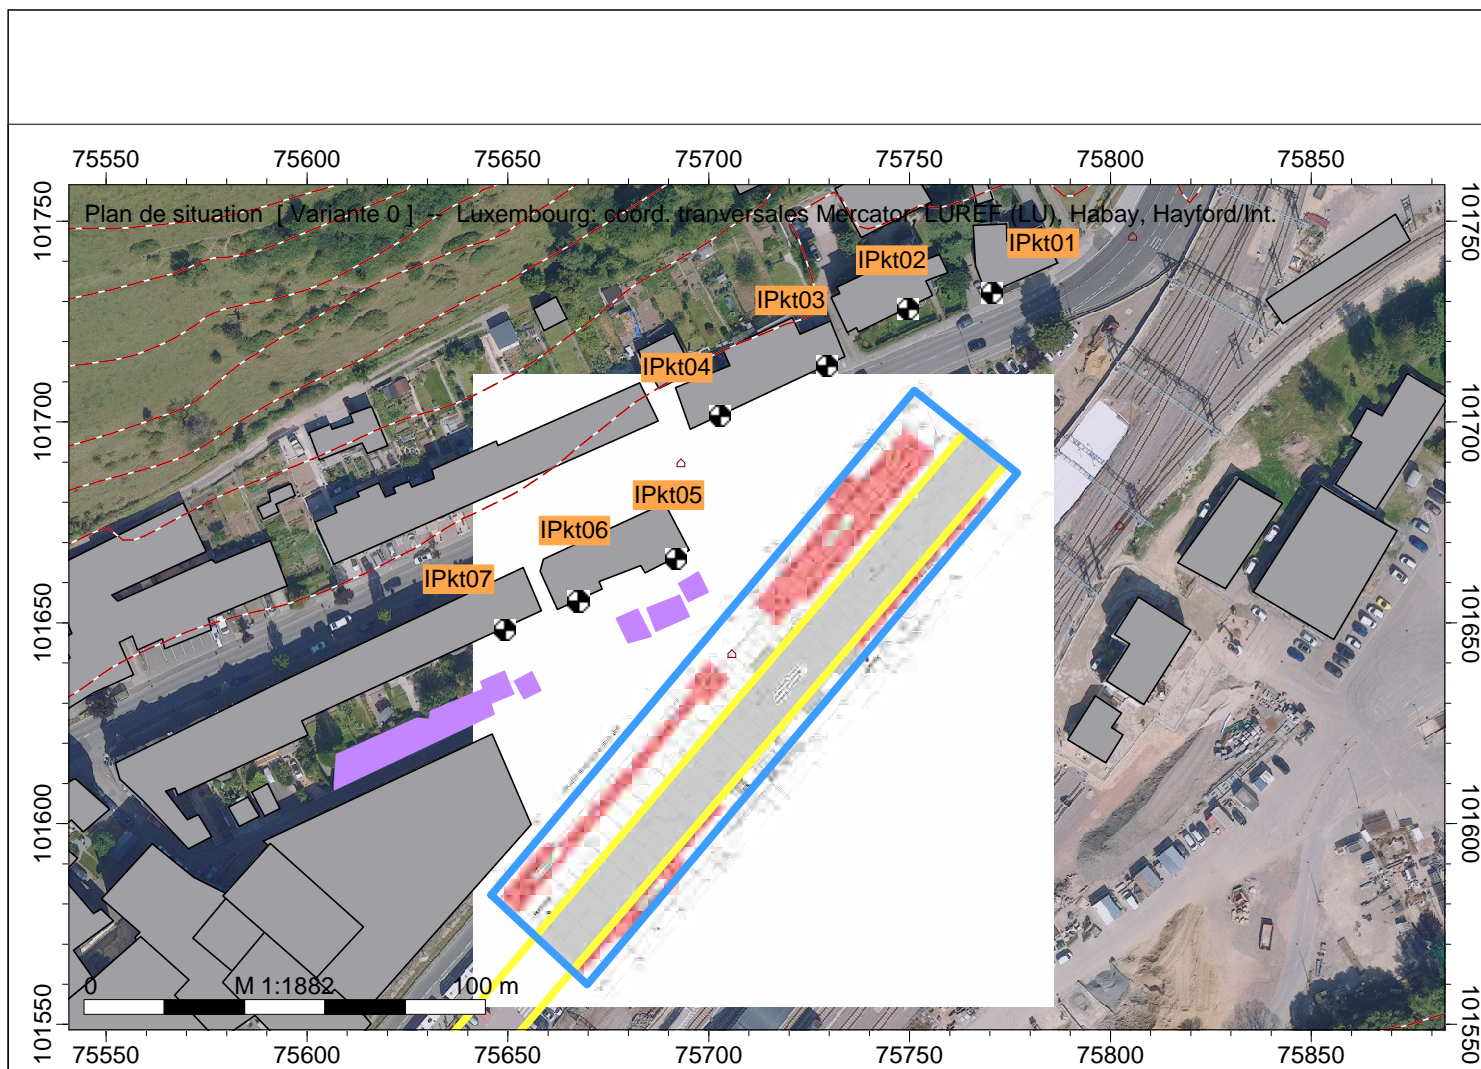 75550 75600 75650 75700 75750 75800 75850
101750
101750
Plan de situation [ Variante 0 ] -- Luxembourg: coord. tranversales Mercator, LUREF (LU), Habay, Hayford/Int.
IPkt01
IPkt02
IPkt03
IPkt04
101700
101700
IPkt05
IPkt06
IPkt07
101650
101650
101600
101600
0 M 1:1882 100 m
101550
101550
75550 75600 75650 75700 75750 75800 75850